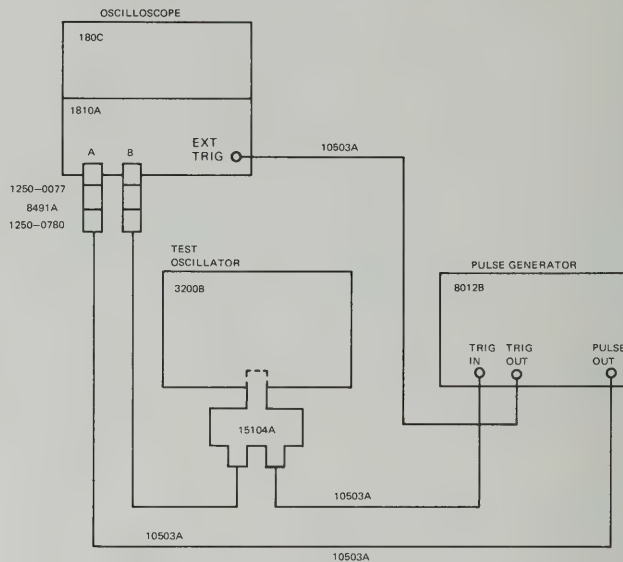 OSCILLOSCOPE
180C
1810A
A B
EXT
TRIG
10503A
1250-0077
8491A
1250-0780
TEST
OSCILLATOR
3200B
PULSE GENERATOR
8012B
TRIG TRIG PULSE
IN OUT OUT
15104A
10503A
10503A
10503A